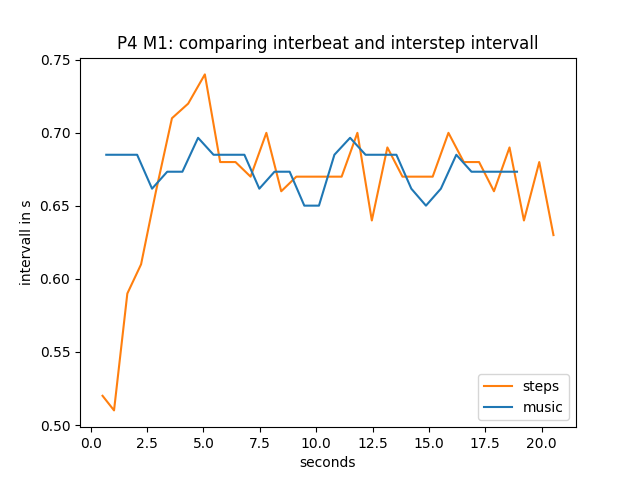 P4 M1: comparing interbeat and interstep intervall
0.75
0.70
0.65
0.60
0.55
0.50
intervall in s
0.0 2.5 5.0 7.5 10.0 12.5 15.0 17.5 20.0
seconds
steps
music